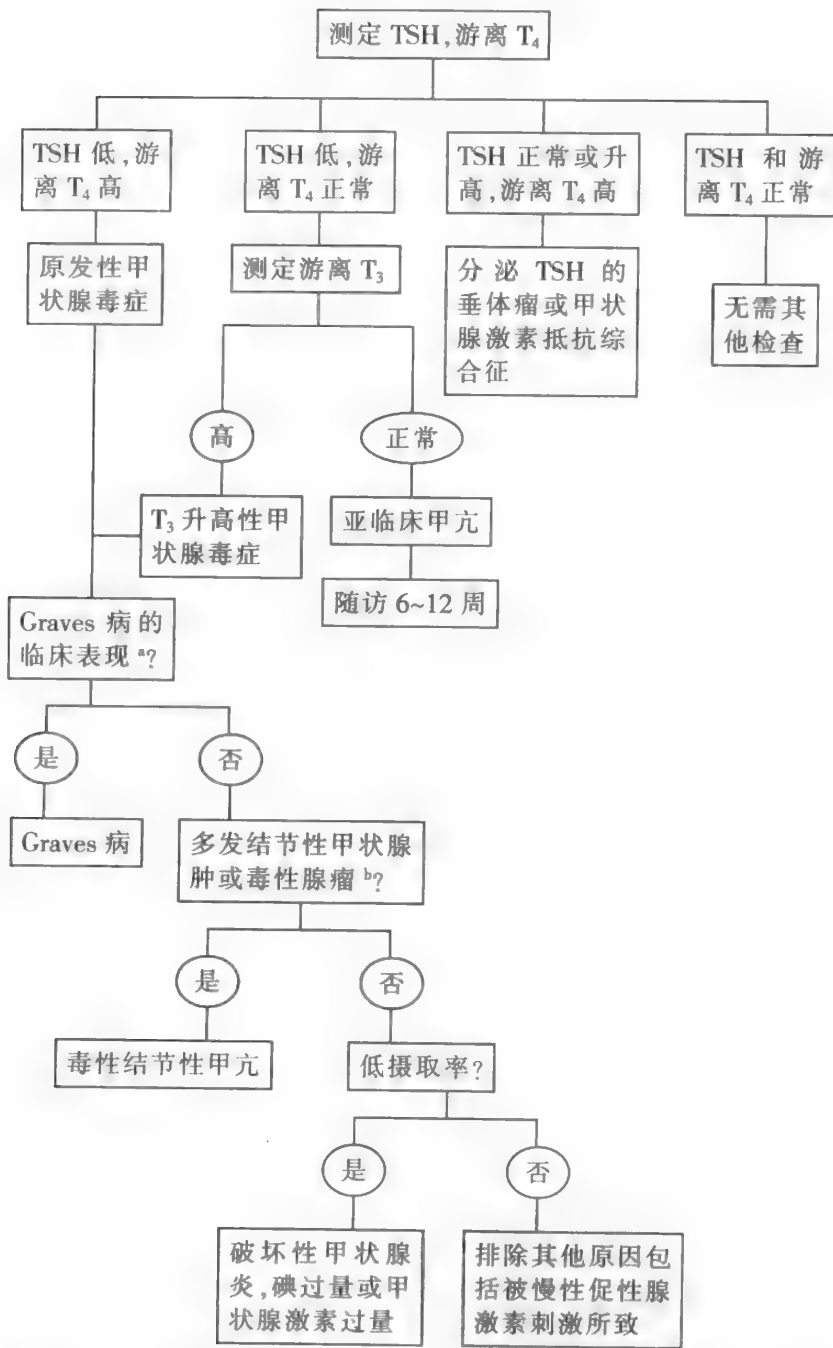 测定 TSH,游离 T₄
TSH 低,游
离 T₄ 高
TSH 低,游
离 T₄ 正常
TSH 正常或升
高,游离 T₄ 高
TSH 和游
离 T₄ 正常
原发性甲
状腺毒症
测定游离 T₃
分泌 TSH 的
垂体瘤或甲状
腺激素抵抗综
合征
无需其
他检查
高
正常
T₃ 升高性甲
状腺毒症
亚临床甲亢
随访 6~12 周
Graves 病的
临床表现 ᵃ?
是
否
Graves 病
多发结节性甲状腺
肿或毒性腺瘤 ᵇ?
是
否
毒性结节性甲亢
低摄取率?
是
否
破坏性甲状腺
炎,碘过量或甲
状腺激素过量
排除其他原因包
括被慢性促性腺
激素刺激所致